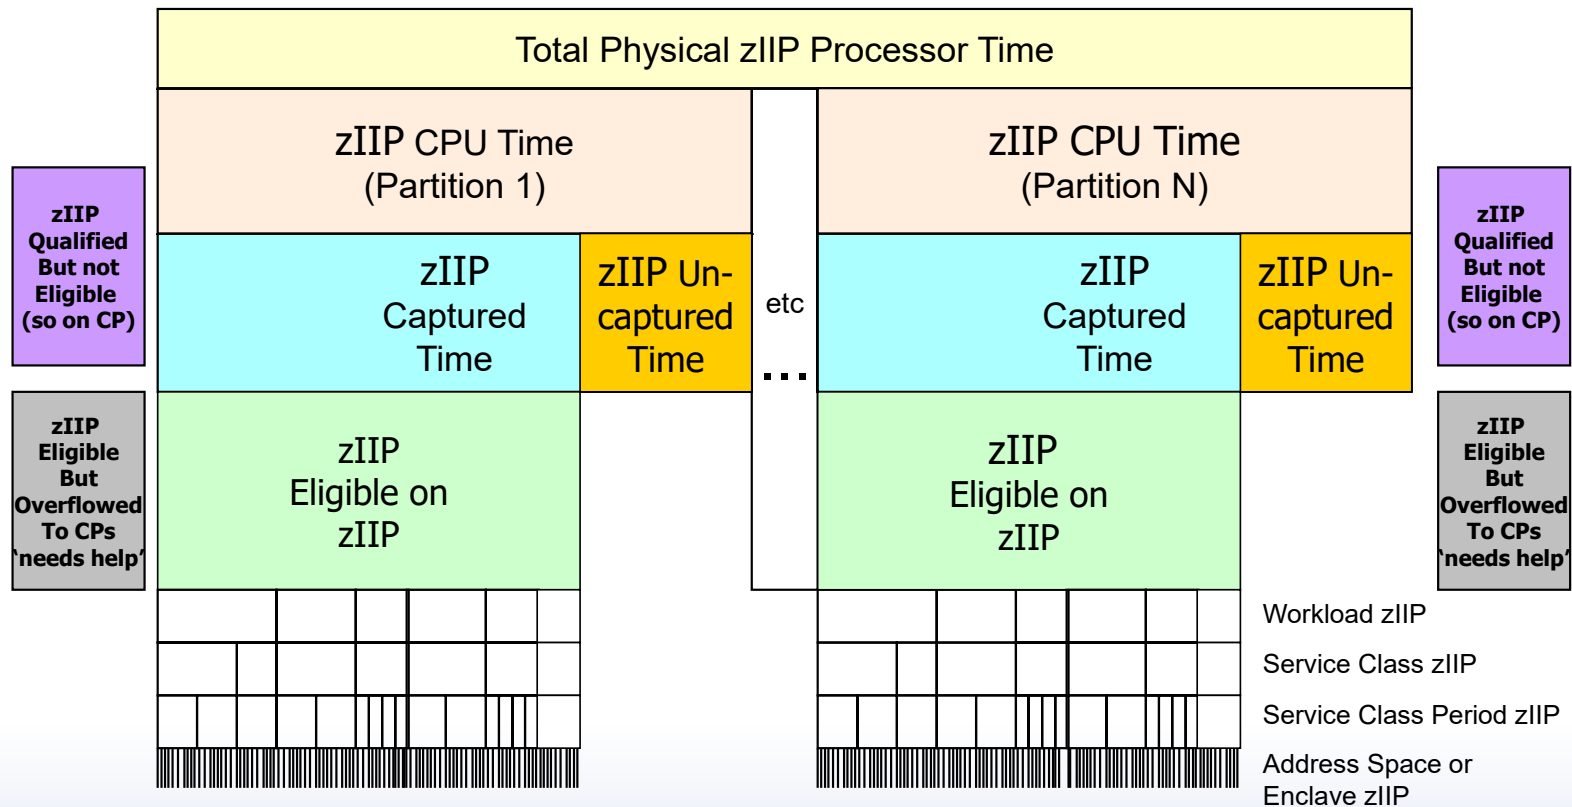 Total Physical zIIP Processor Time
zIIP CPU Time
(Partition 1)
zIIP CPU Time
(Partition N)
zIIP
Qualified
But not
Eligible
(so on CP)
zIIP
Captured
Time
zIIP Un-
captured
Time
etc
...
zIIP
Captured
Time
zIIP Un-
captured
Time
zIIP
Qualified
But not
Eligible
(so on CP)
zIIP
Eligible
But
Overflowed
To CPs
‘needs help’
zIIP
Eligible on
zIIP
zIIP
Eligible on
zIIP
zIIP
Eligible
But
Overflowed
To CPs
‘needs help’
Workload zIIP
Service Class zIIP
Service Class Period zIIP
Address Space or
Enclave zIIP